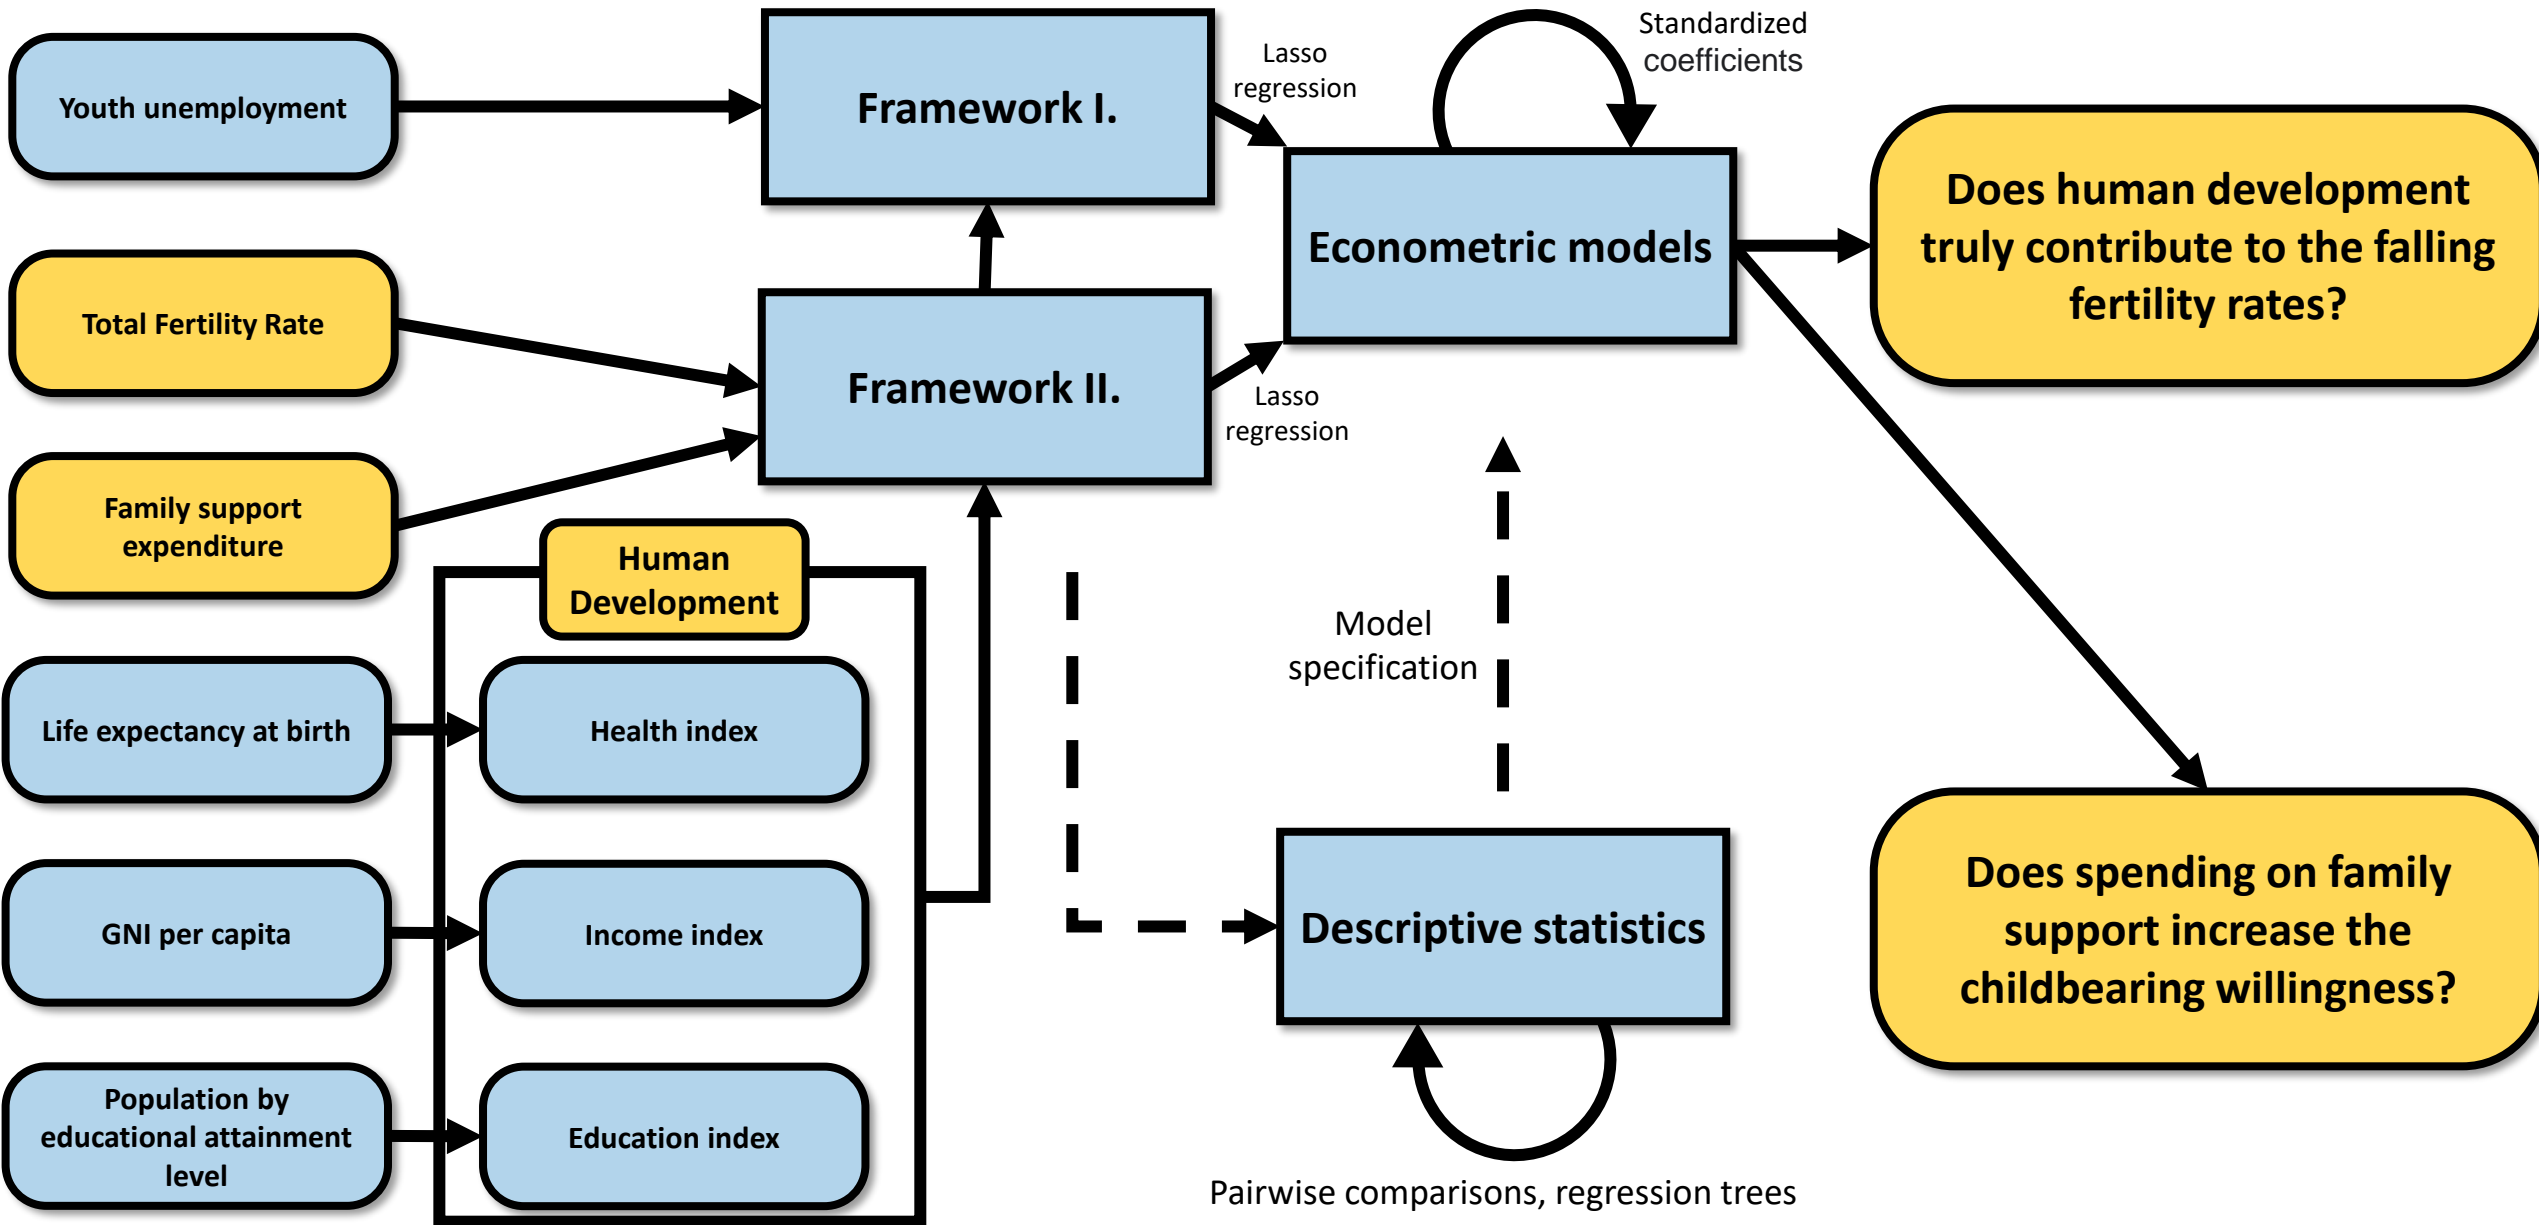 Youth unemployment
Total Fertility Rate
Family support
expenditure
Human
Development
Life expectancy at birth
Health index
GNI per capita
Income index
Population by
educational attainment
level
Education index
Framework I.
Framework II.
Lasso
regression
Lasso
regression
Standardized
coefficients
Econometric models
Model
specification
Descriptive statistics
Pairwise comparisons, regression trees
Does human development
truly contribute to the falling
fertility rates?
Does spending on family
support increase the
childbearing willingness?